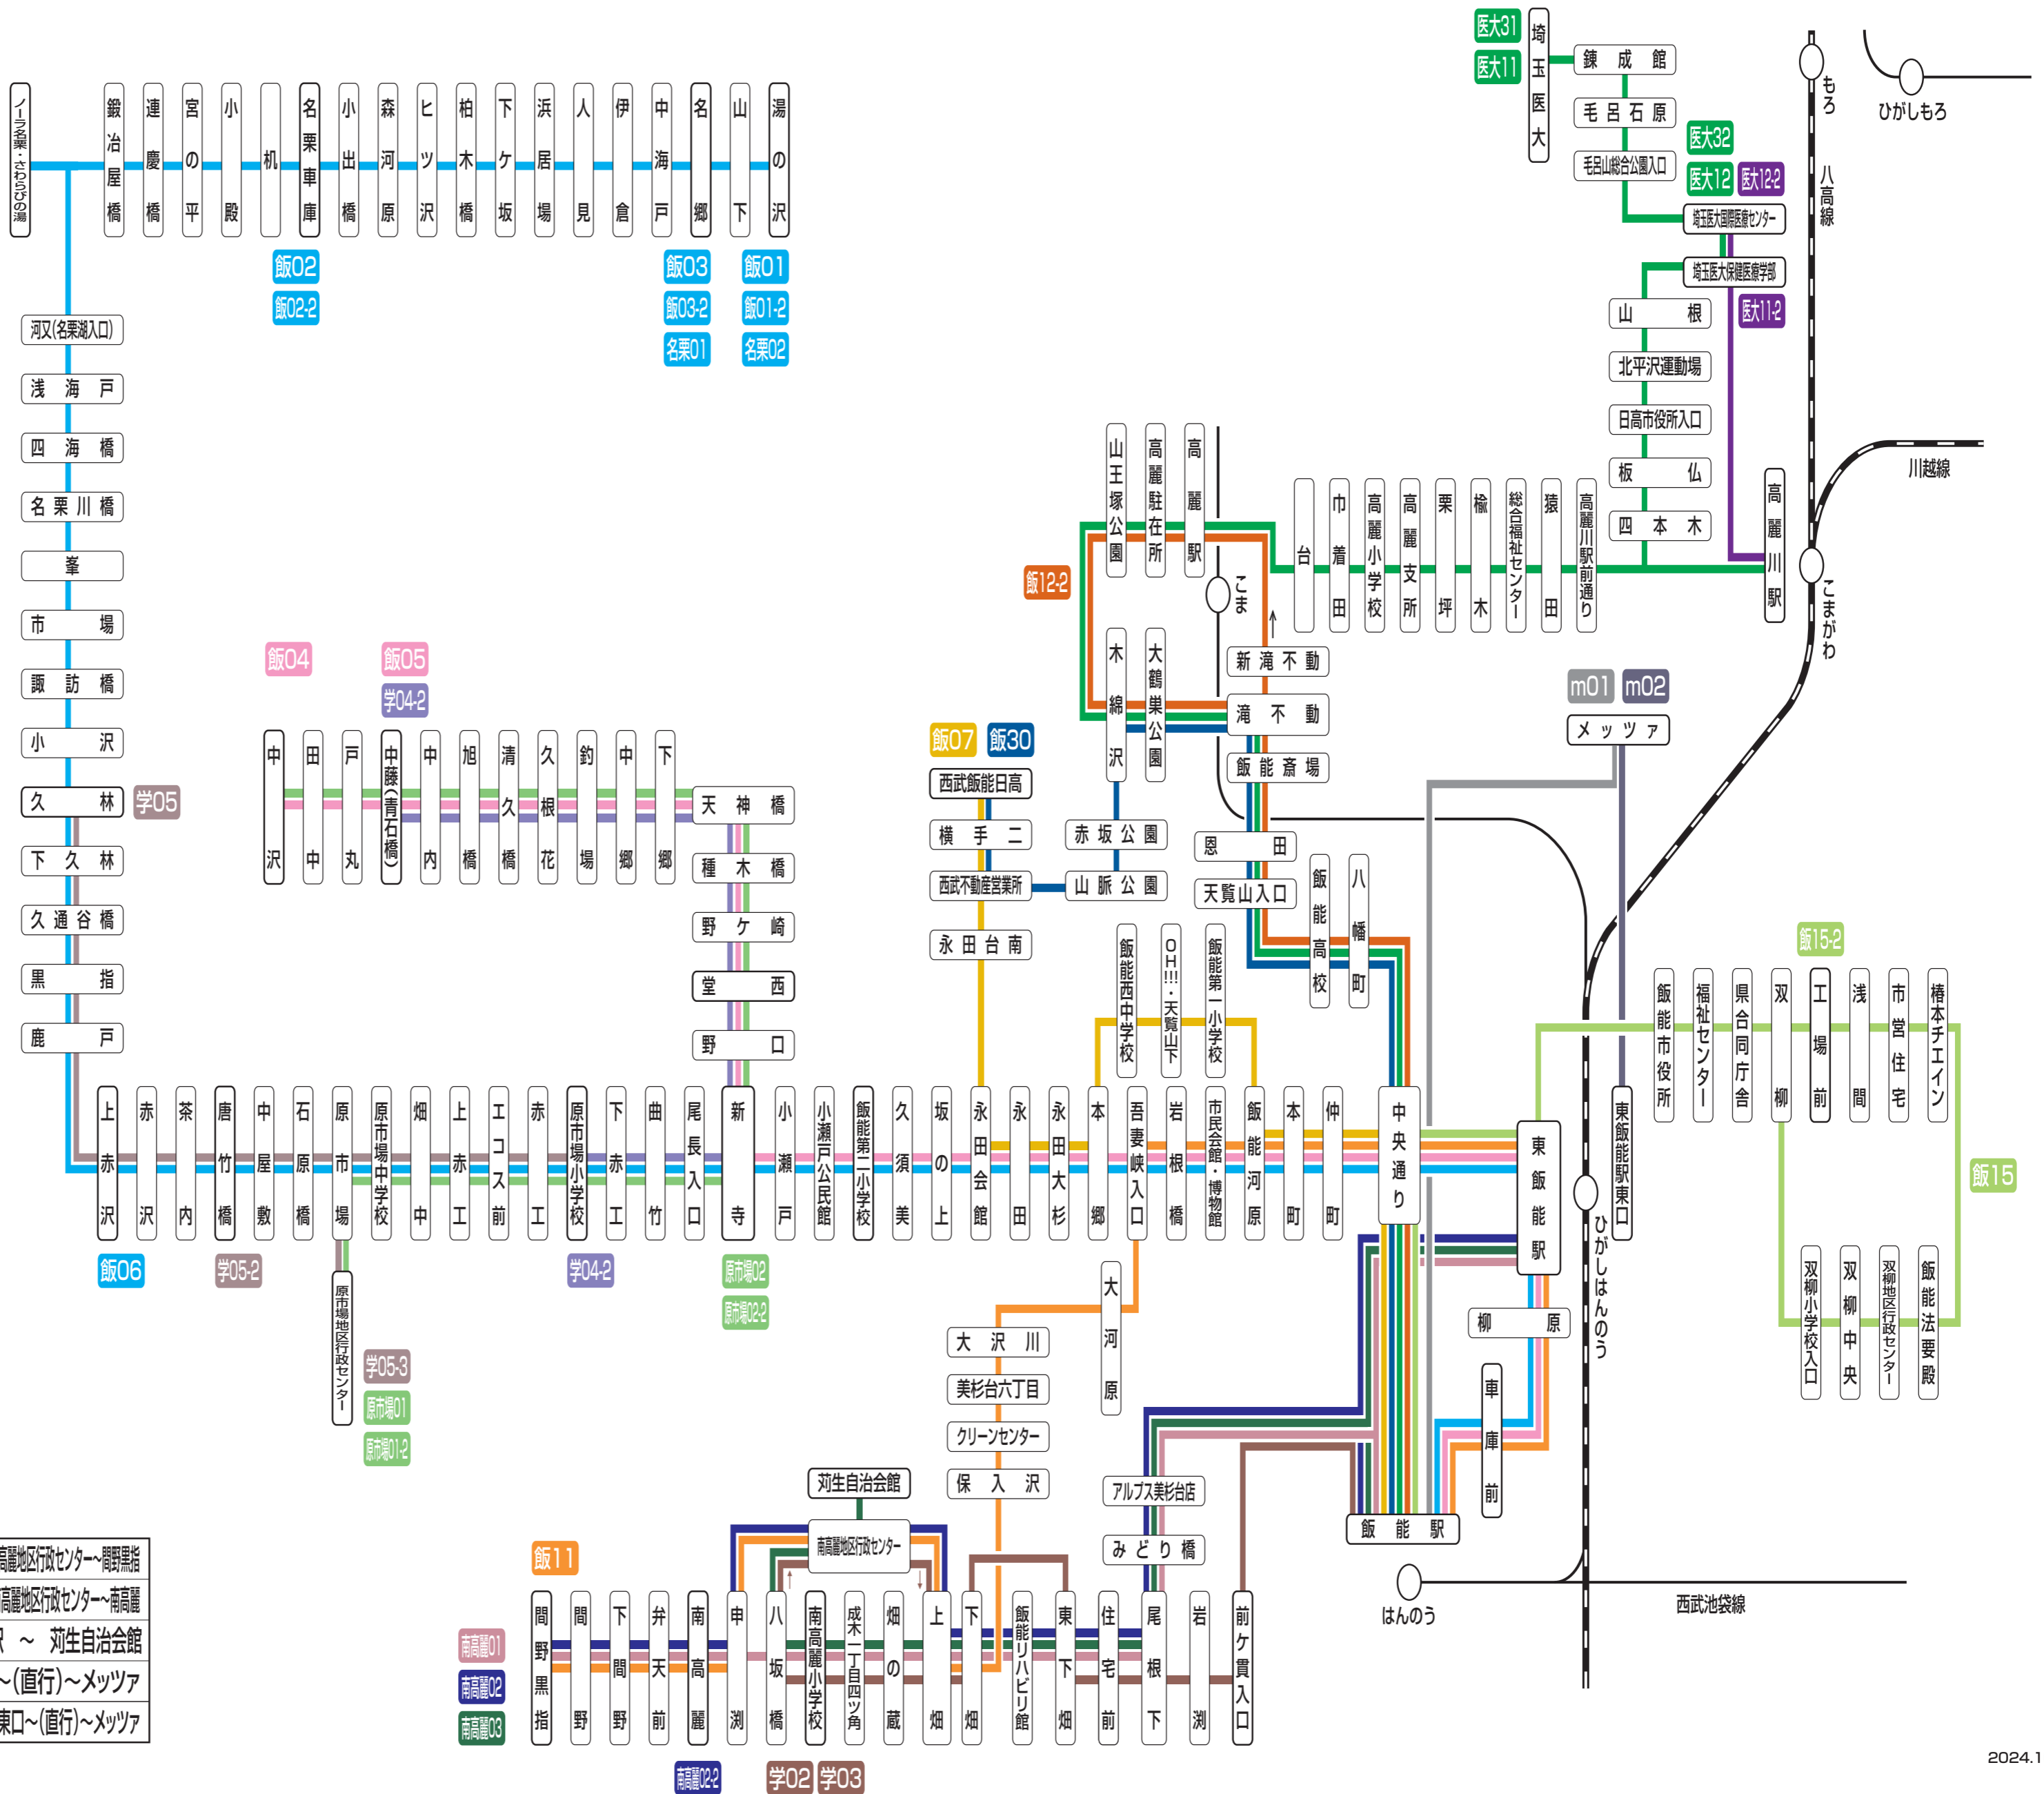 医大31
医大11
埼玉医大
錬成館
毛呂石原
毛呂山総合公園入口
医大32
医大12
医大12-2
埼玉医大国際医療センター
埼玉医大保健医療学部
医大11-2
山根
北平沢運動場
日高市役所入口
板仏
四本木
もろ
ひがしもろ
八高線
川越線
高麗川駅
こまがわ
ノーラ名栗・さわらびの湯
鍛冶屋橋
連慶橋
宮の平
小殿
机
名栗車庫
小出橋
森河原
ヒツ沢
柏木橋
下ケ坂
浜居場
人見
伊倉
中海戸
名郷
山下
湯の沢
飯02
飯02-2
飯03
飯03-2
名栗01
飯01
飯01-2
名栗02
河又(名栗湖入口)
浅海戸
四海橋
名栗川橋
峯
市場
諏訪橋
小沢
久林
学05
下久林
久通谷橋
黒指
鹿戸
山王塚公園
高麗駐在所
高麗駅
こま
飯12-2
木綿沢
大鶴巣公園
台
巾着田
高麗小学校
高麗支所
栗坪
楡木
総合福祉センター
猿田
高麗川駅前通り
新滝不動
滝不動
飯能斎場
恩田
天覧山入口
飯能高校
八幡町
飯04
飯05
学04-2
中沢
田中
戸丸
中藤(青石橋)
中内
旭橋
清久橋
久根花
釣場
中郷
下郷
天神橋
種木橋
野ケ崎
堂西
野口
飯07
飯30
西武飯能日高
横手二
西武不動産営業所
永田台南
赤坂公園
山脈公園
飯能西中学校
OH!!!・天覧山下
飯能第一小学校
m01
m02
メッツァ
飯15-2
飯能市役所
福祉センター
県合同庁舎
双柳
工場前
浅間
市営住宅
椿本チエイン
飯15
双柳小学校入口
双柳中央
双柳地区行政センター
飯能法要殿
上赤沢
赤沢
茶内
唐竹橋
中屋敷
石原橋
原市場
原市場中学校
畑中
上赤工
エコス前
赤工
原市場小学校
下赤工
曲竹
尾長入口
新寺
小瀬戸
小瀬戸公民館
飯能第二小学校
久須美
坂の上
永田会館
永田
永田大杉
本郷
吾妻峡入口
岩根橋
市民会館・博物館
飯能河原
本町
仲町
中央通り
東飯能駅
東飯能駅東口
ひがしはんのう
飯06
学05-2
学04-2
原市場02
原市場02-2
原市場地区行政センター
学05-3
原市場01
原市場01-2
大河原
大沢川
美杉台六丁目
クリーンセンター
保入沢
柳原
車庫前
アルプス美杉台店
みどり橋
飯能駅
はんのう
西武池袋線
苅生自治会館
南高麗地区行政センター
飯11
南高麗01
南高麗02
南高麗03
間野黒指
間野
下間野
弁天前
南高麗
申渕
八坂橋
南高麗小学校
成木一丁目四ツ角
畑の蔵
上畑
下畑
飯能リハビリ館
東下畑
住宅前
尾根下
岩渕
前ケ貫入口
南高麗02-2
学02
学03
高麗地区行政センター～間野黒指
高麗地区行政センター～南高麗
～ 苅生自治会館
～(直行)～メッツァ
東口～(直行)～メッツァ
2024.1